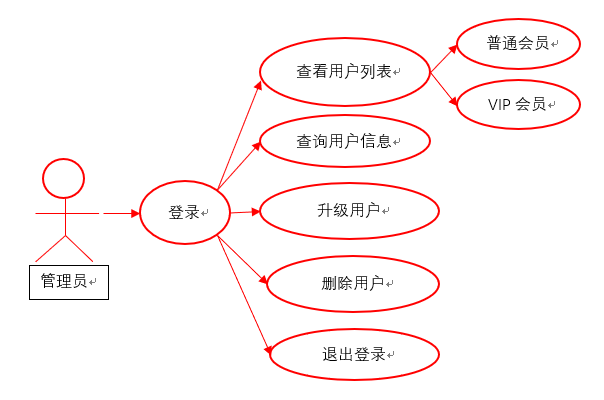 普通会员
查看用户列表
VIP 会员
查询用户信息
登录
升级用户
管理员
删除用户
退出登录